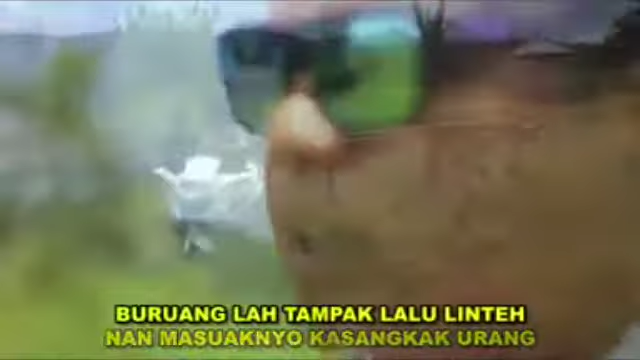 BURUANG LAH TAMPAK LALU LINTEH
NAN MASUAKNYO KASANGKAK URANG